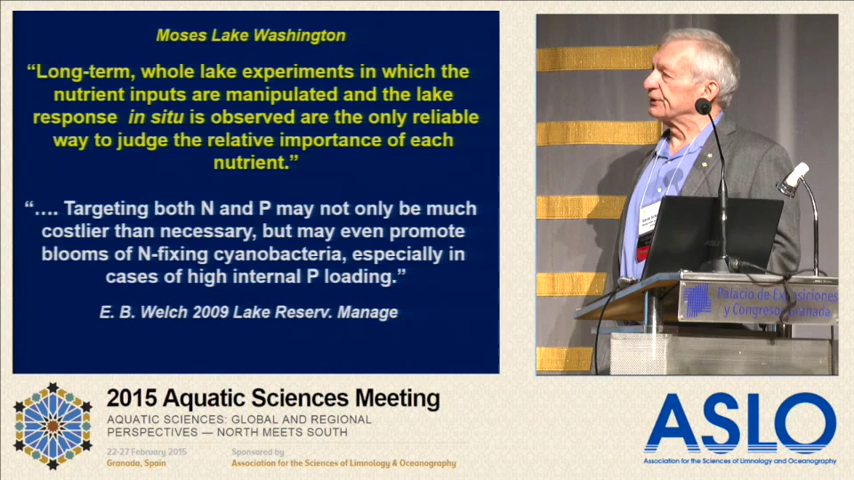 Moses Lake Washington
“Long-term, whole lake experiments in which the
nutrient inputs are manipulated and the lake
response in situ is observed are the only reliable
way to judge the relative importance of each
nutrient.”
“.... Targeting both N and P may not only be much
costlier than necessary, but may even promote
blooms of N-fixing cyanobacteria, especially in
cases of high internal P loading.”
E. B. Welch 2009 Lake Reserv. Manage
Palacio de Exposiciones
y Congresos Granada
2015 Aquatic Sciences Meeting
AQUATIC SCIENCES: GLOBAL AND REGIONAL
PERSPECTIVES — NORTH MEETS SOUTH
22-27 February 2015
Granada, Spain
Sponsored by
Association for the Sciences of Limnology & Oceanography
ASLO
Association for the Sciences of Limnology and Oceanography